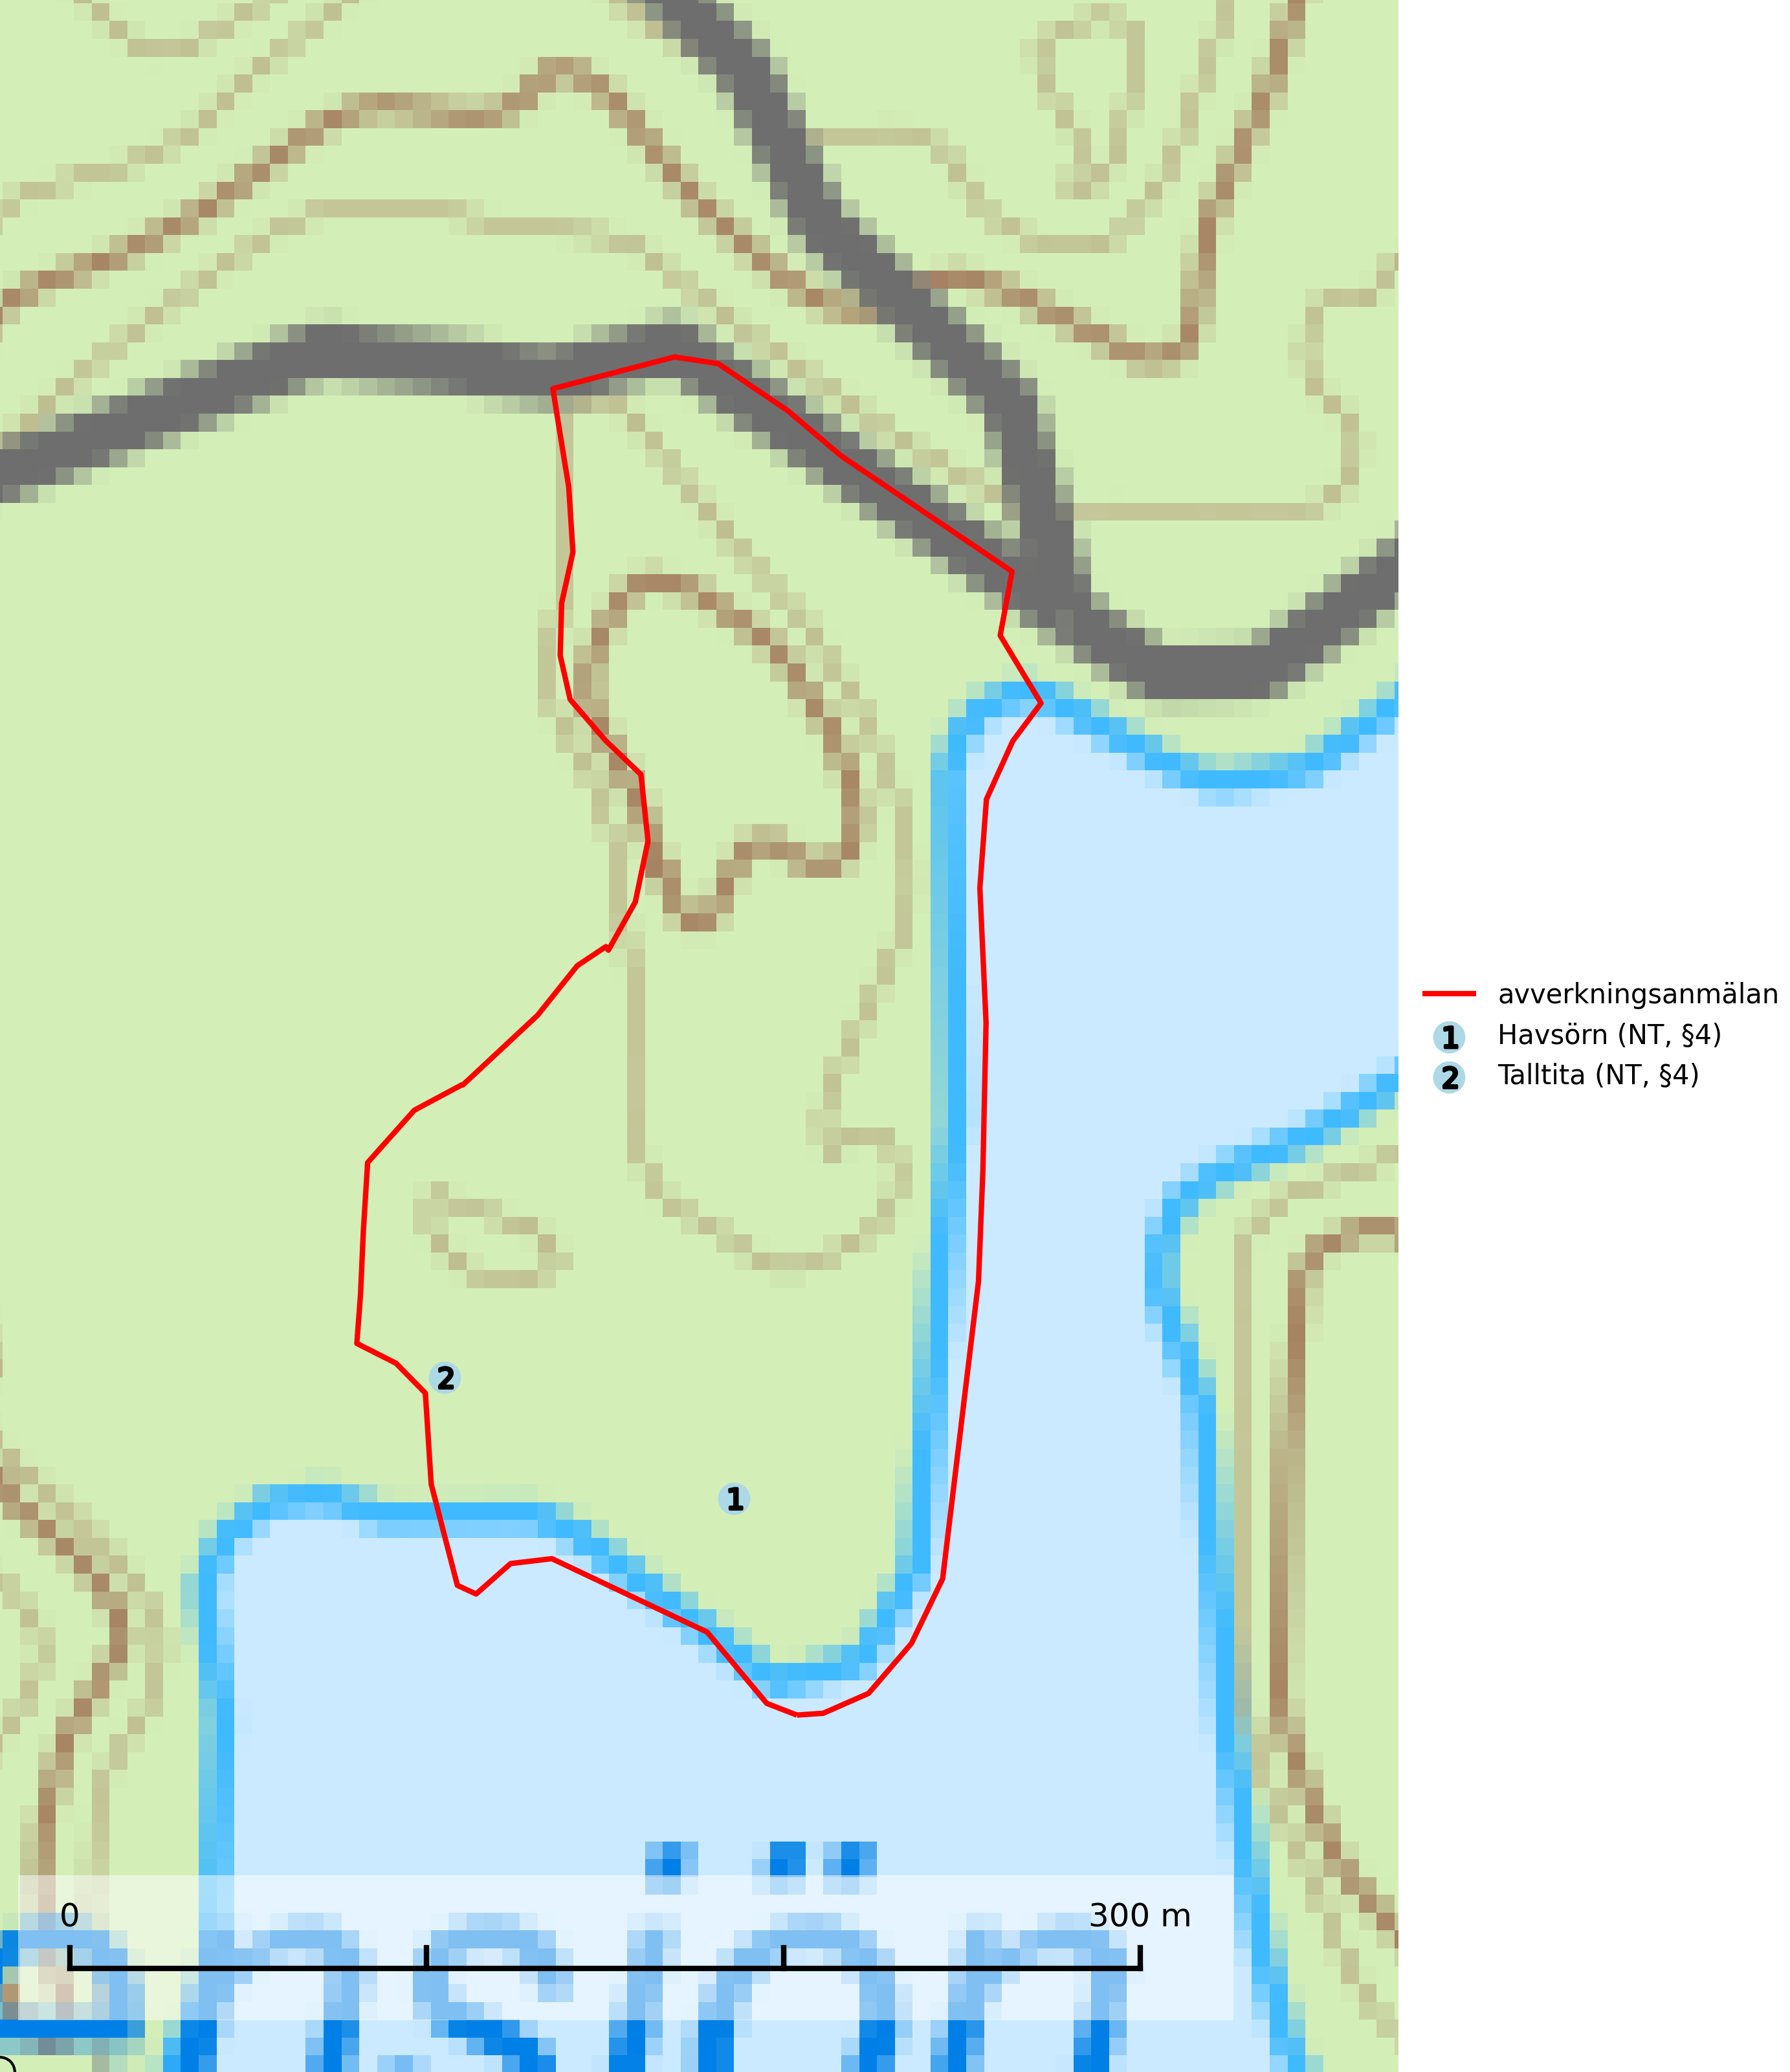 avverkningsanmälan
1 Havsörn (NT, §4)
2 Talltita (NT, §4)
2
1
0 300 m